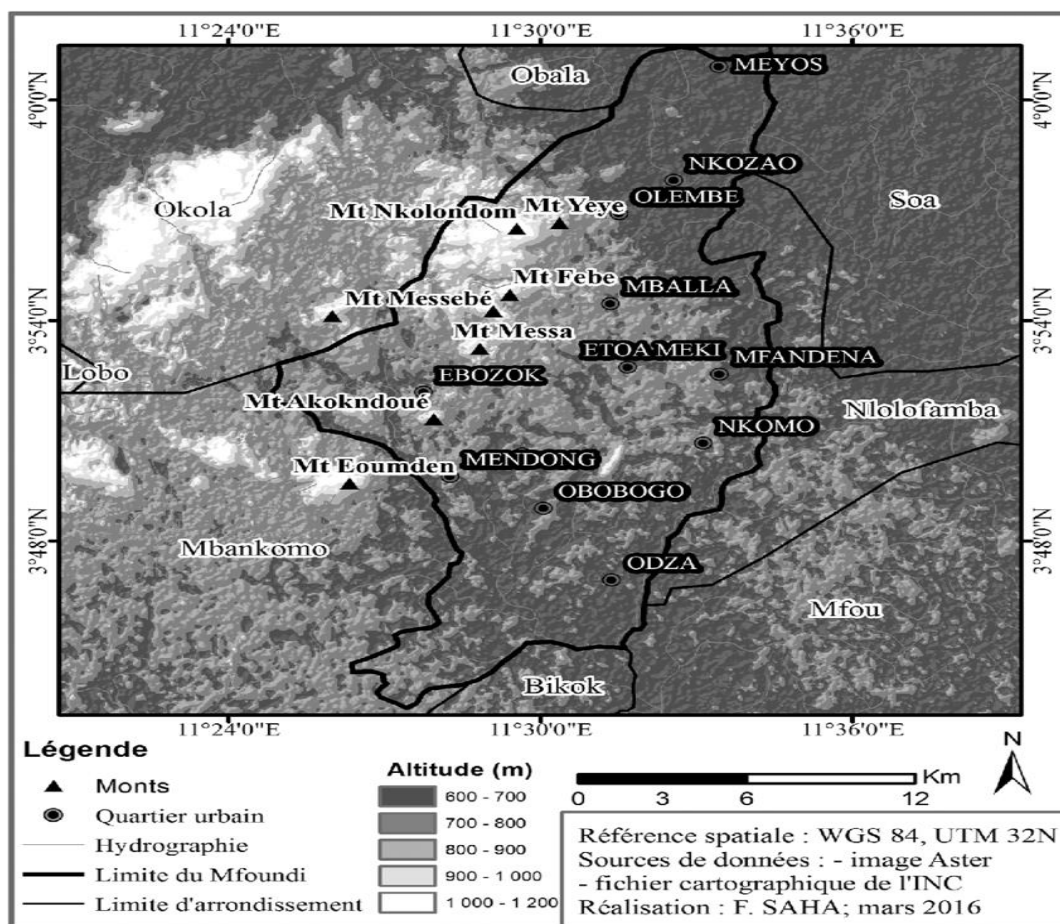 11°24'0"E 11°30'0"E 11°36'0"E
MEYOS
Obala
4°0'0"N 4°0'0"N
NKOZAO
Okola OLEMBE Soa
Mt Nkolondom Mt Yeye
Mt Febe
MBALLA
Mt Messebé
3°54'0"N 3°54'0"N
Mt Messa
ETOA MEKI MFANDENA
Lobo EBOZOK
Mt Akokndoué Nlolofamba
NKOMO
Mt Eoumden MENDONG
OBOBOGO
Mbankomo
3°48'0"N 3°48'0"N
ODZA
Mfou
Bikok
11°24'0"E 11°30'0"E 11°36'0"E
Légende
Monts
Quartier urbain
Hydrographie
Limite du Mfoundi
Limite d'arrondissement
Altitude (m)
600 - 700
700 - 800
800 - 900
900 - 1 000
1 000 - 1 200
N
Km
0 3 6 12
Référence spatiale : WGS 84, UTM 32N
Sources de données : - image Aster
- fichier cartographique de l'INC
Réalisation : F. SAHA; mars 2016